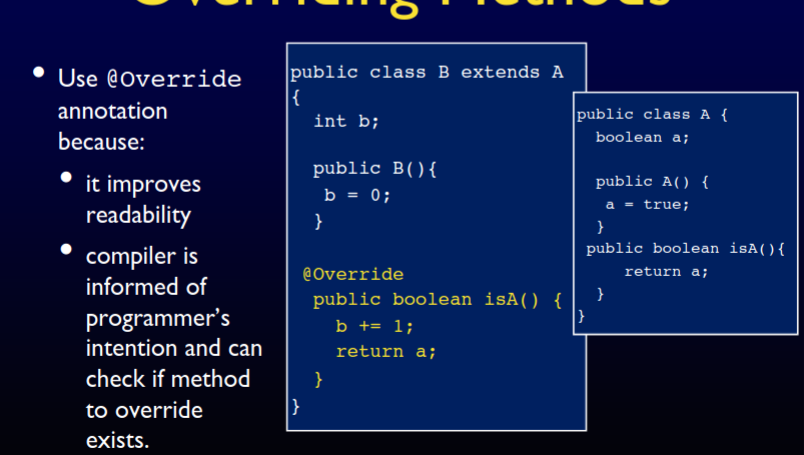 Overriding Methods
• Use @Override
annotation
because:
• it improves
readability
• compiler is
informed of
programmer's
intention and can
check if method
to override
exists.
public class B extends A
{
int b;
public B(){
b = 0;
}
@Override
public boolean isA() {
b += 1;
return a;
}
}
public class A {
boolean a;
public A() {
a = true;
}
public boolean isA(){
return a;
}
}